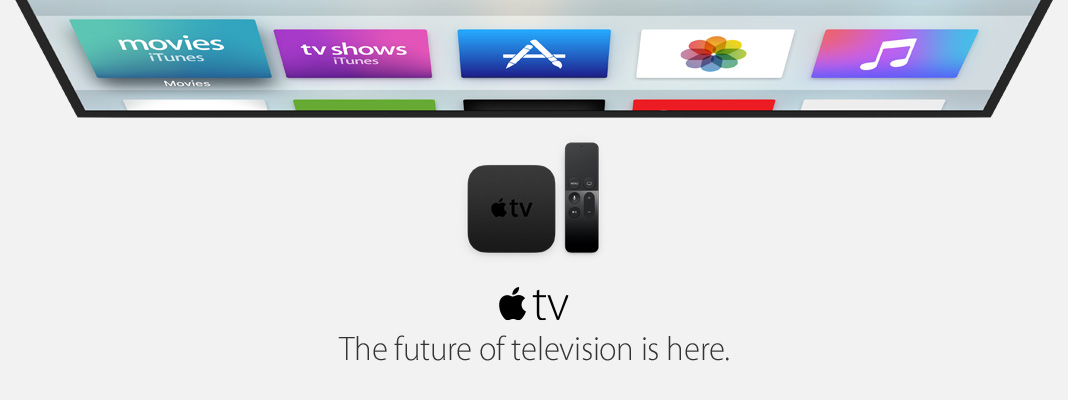 movies
iTunes
Movies
tv shows
iTunes
tv
MENU
tv
The future of television is here.